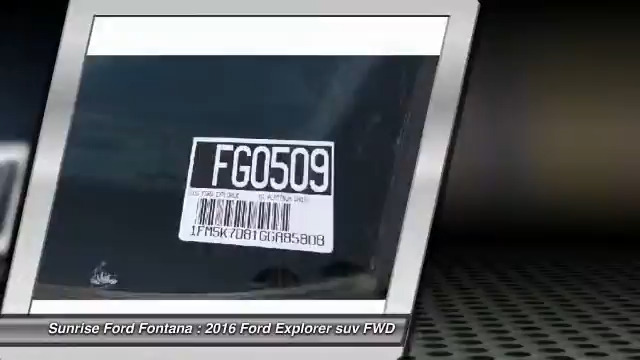 FG0509
1FM5K7D81GGA85808
Sunrise Ford Fontana : 2016 Ford Explorer suv FWD